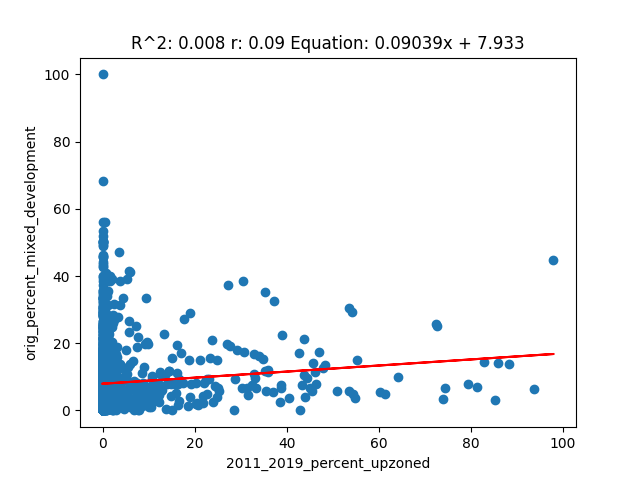 R^2: 0.008 r: 0.09 Equation: 0.09039x + 7.933
100
80
60
40
20
0
orig_percent_mixed_development
0 20 40 60 80 100
2011_2019_percent_upzoned